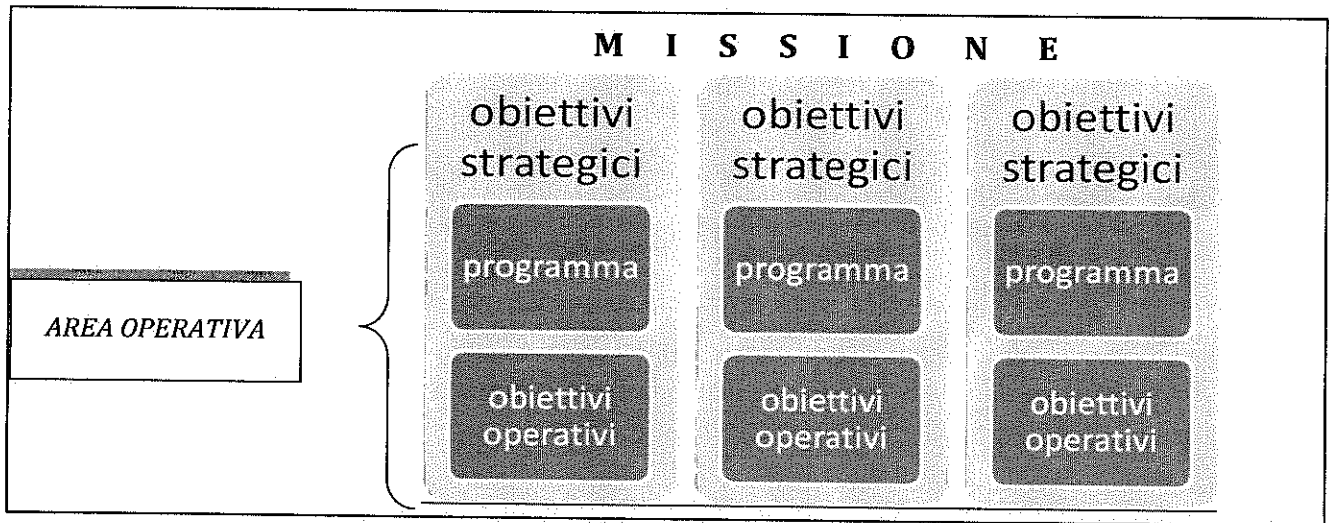 M I S S I O N E
obiettivi
strategici
obiettivi
strategici
obiettivi
strategici
programma
programma
programma
AREA OPERATIVA
obiettivi
operativi
obiettivi
operativi
obiettivi
operativi